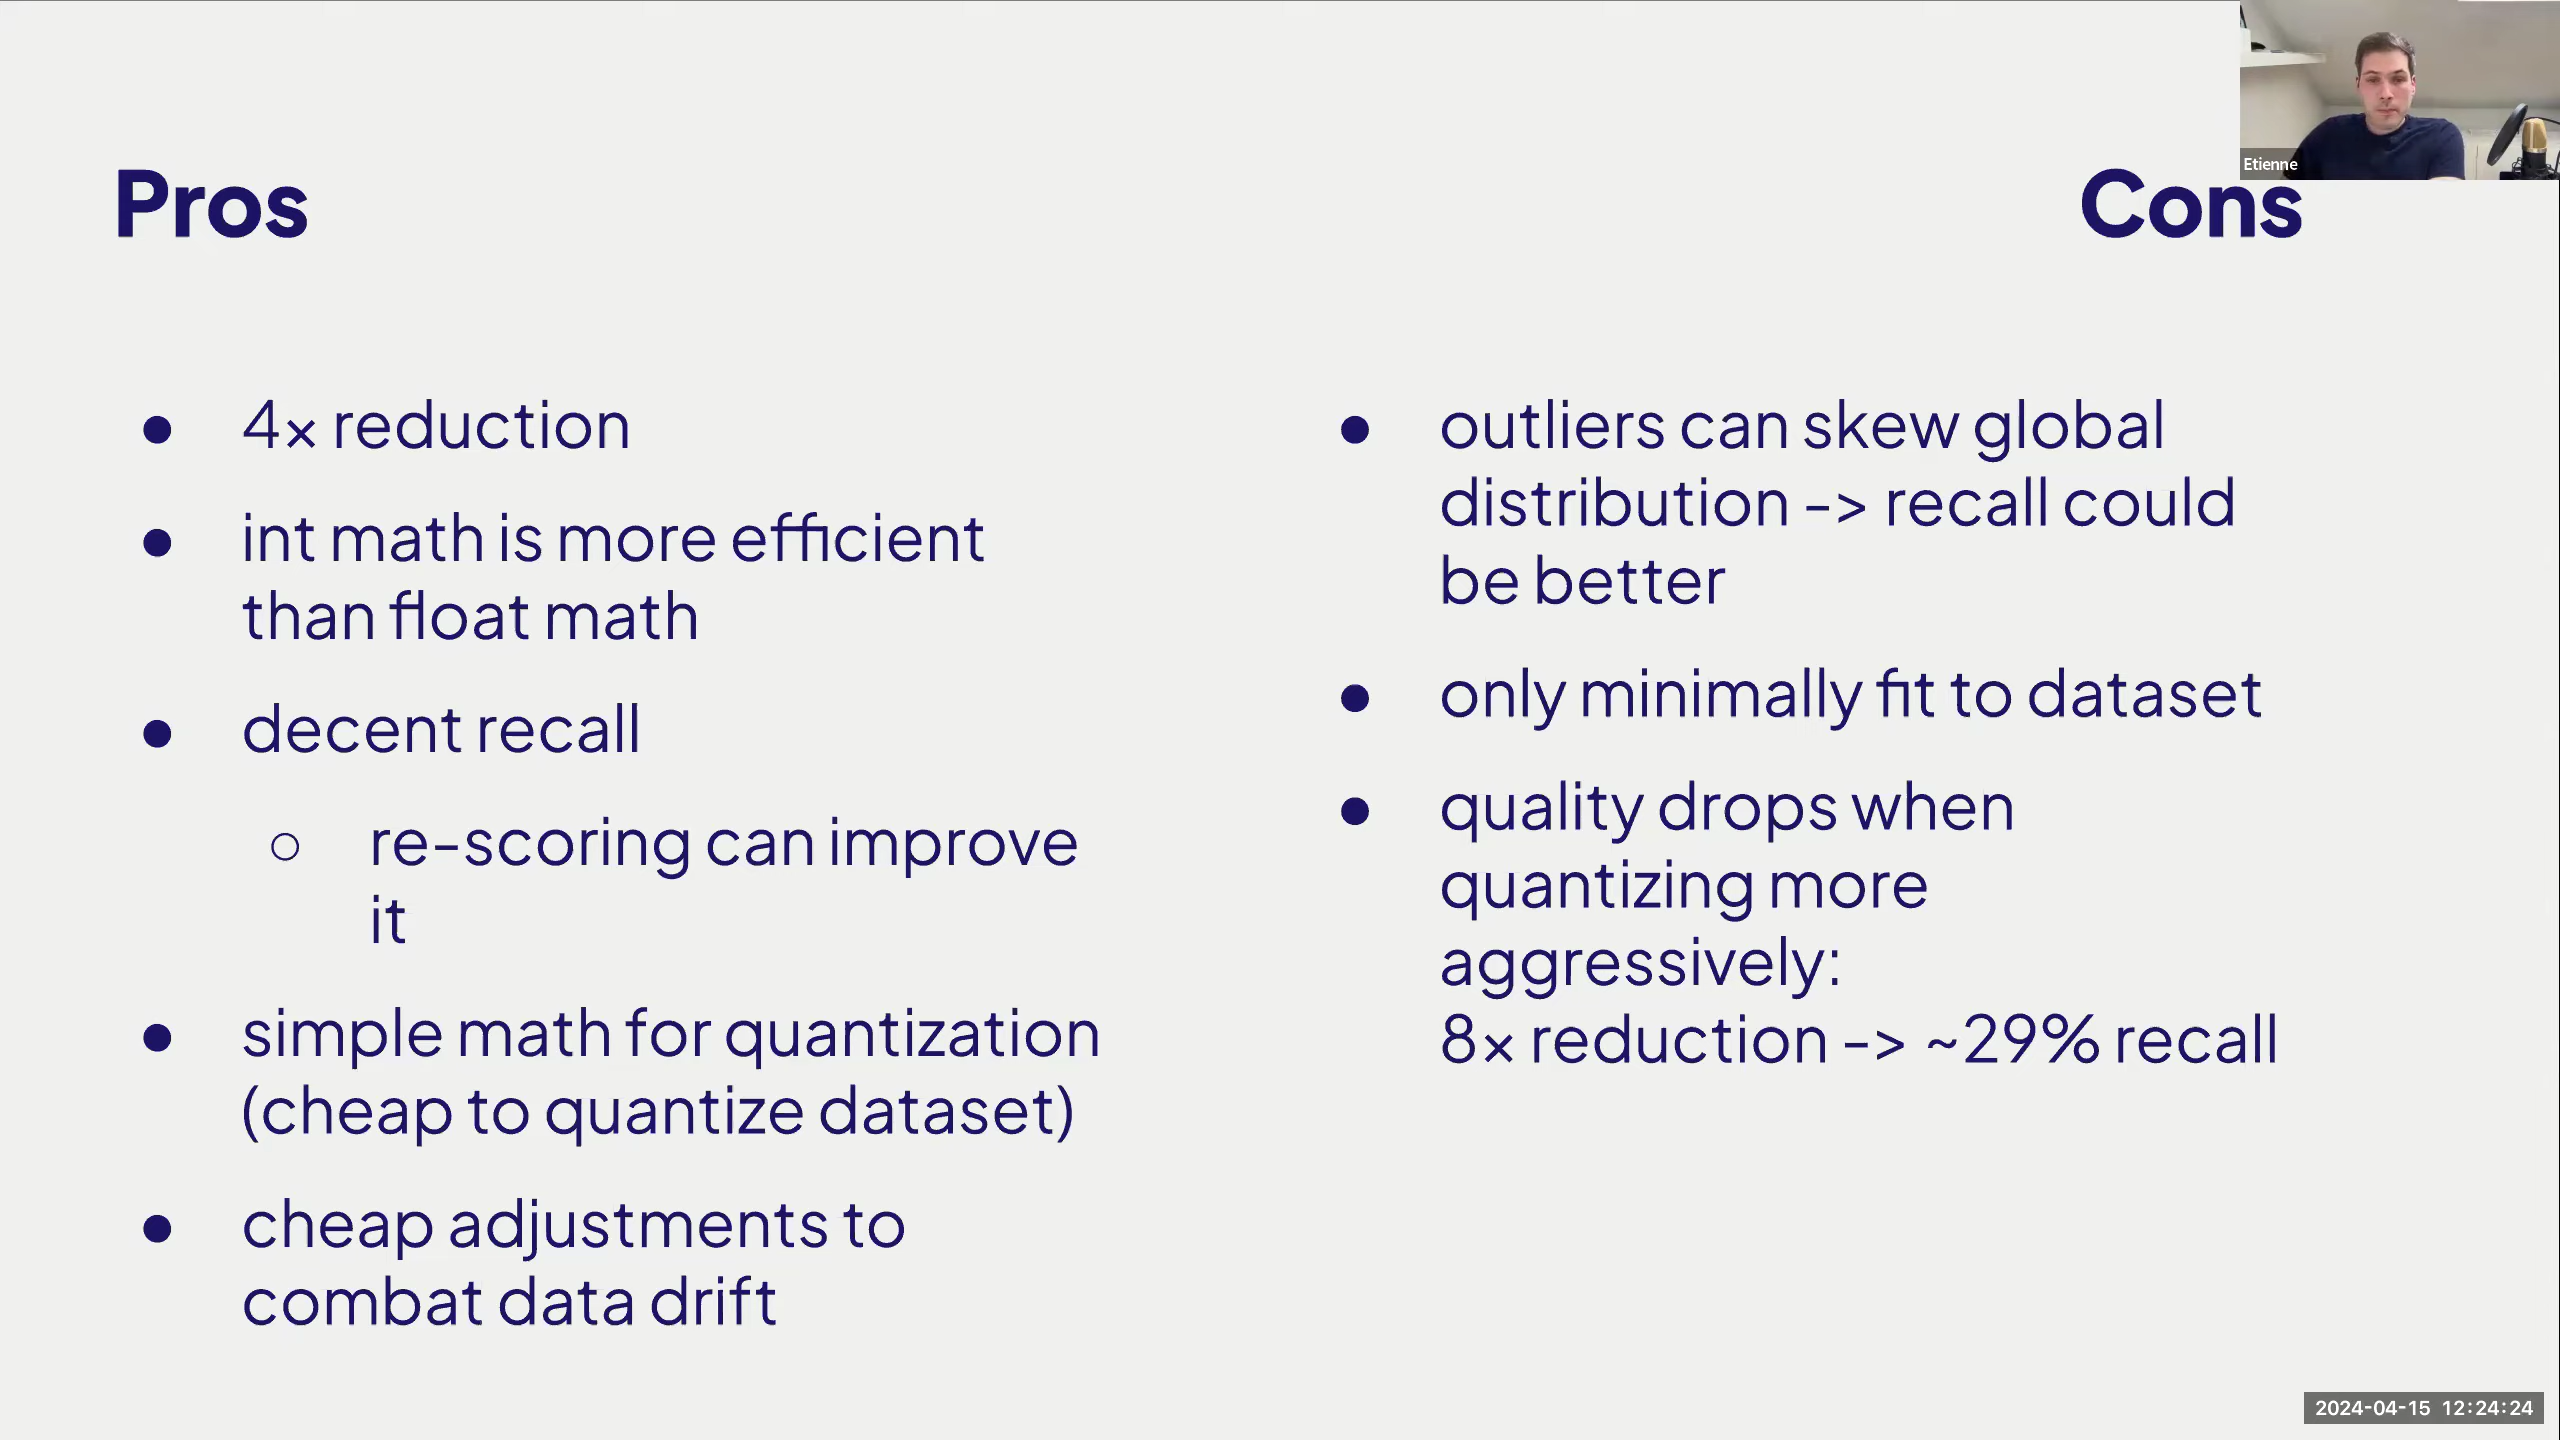 Pros
● 4× reduction
● int math is more efficient
than float math
● decent recall
○ re-scoring can improve
it
● simple math for quantization
(cheap to quantize dataset)
● cheap adjustments to
combat data drift
Cons
● outliers can skew global
distribution -> recall could
be better
● only minimally fit to dataset
● quality drops when
quantizing more
aggressively:
8× reduction -> ~29% recall
Etienne
2024-04-15 12:24:24